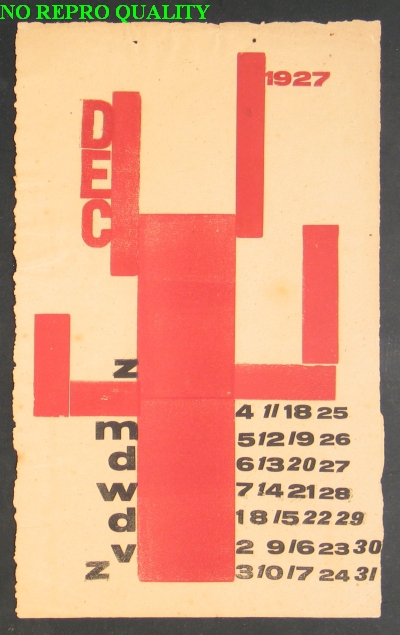 NO REPRO QUALITY
1927
DEC
z 4 11 18 25
m 5 12 19 26
d 6 13 20 27
w 7 14 21 28
d 1 8 15 22 29
v 2 9 16 23 30
z 3 10 17 24 31